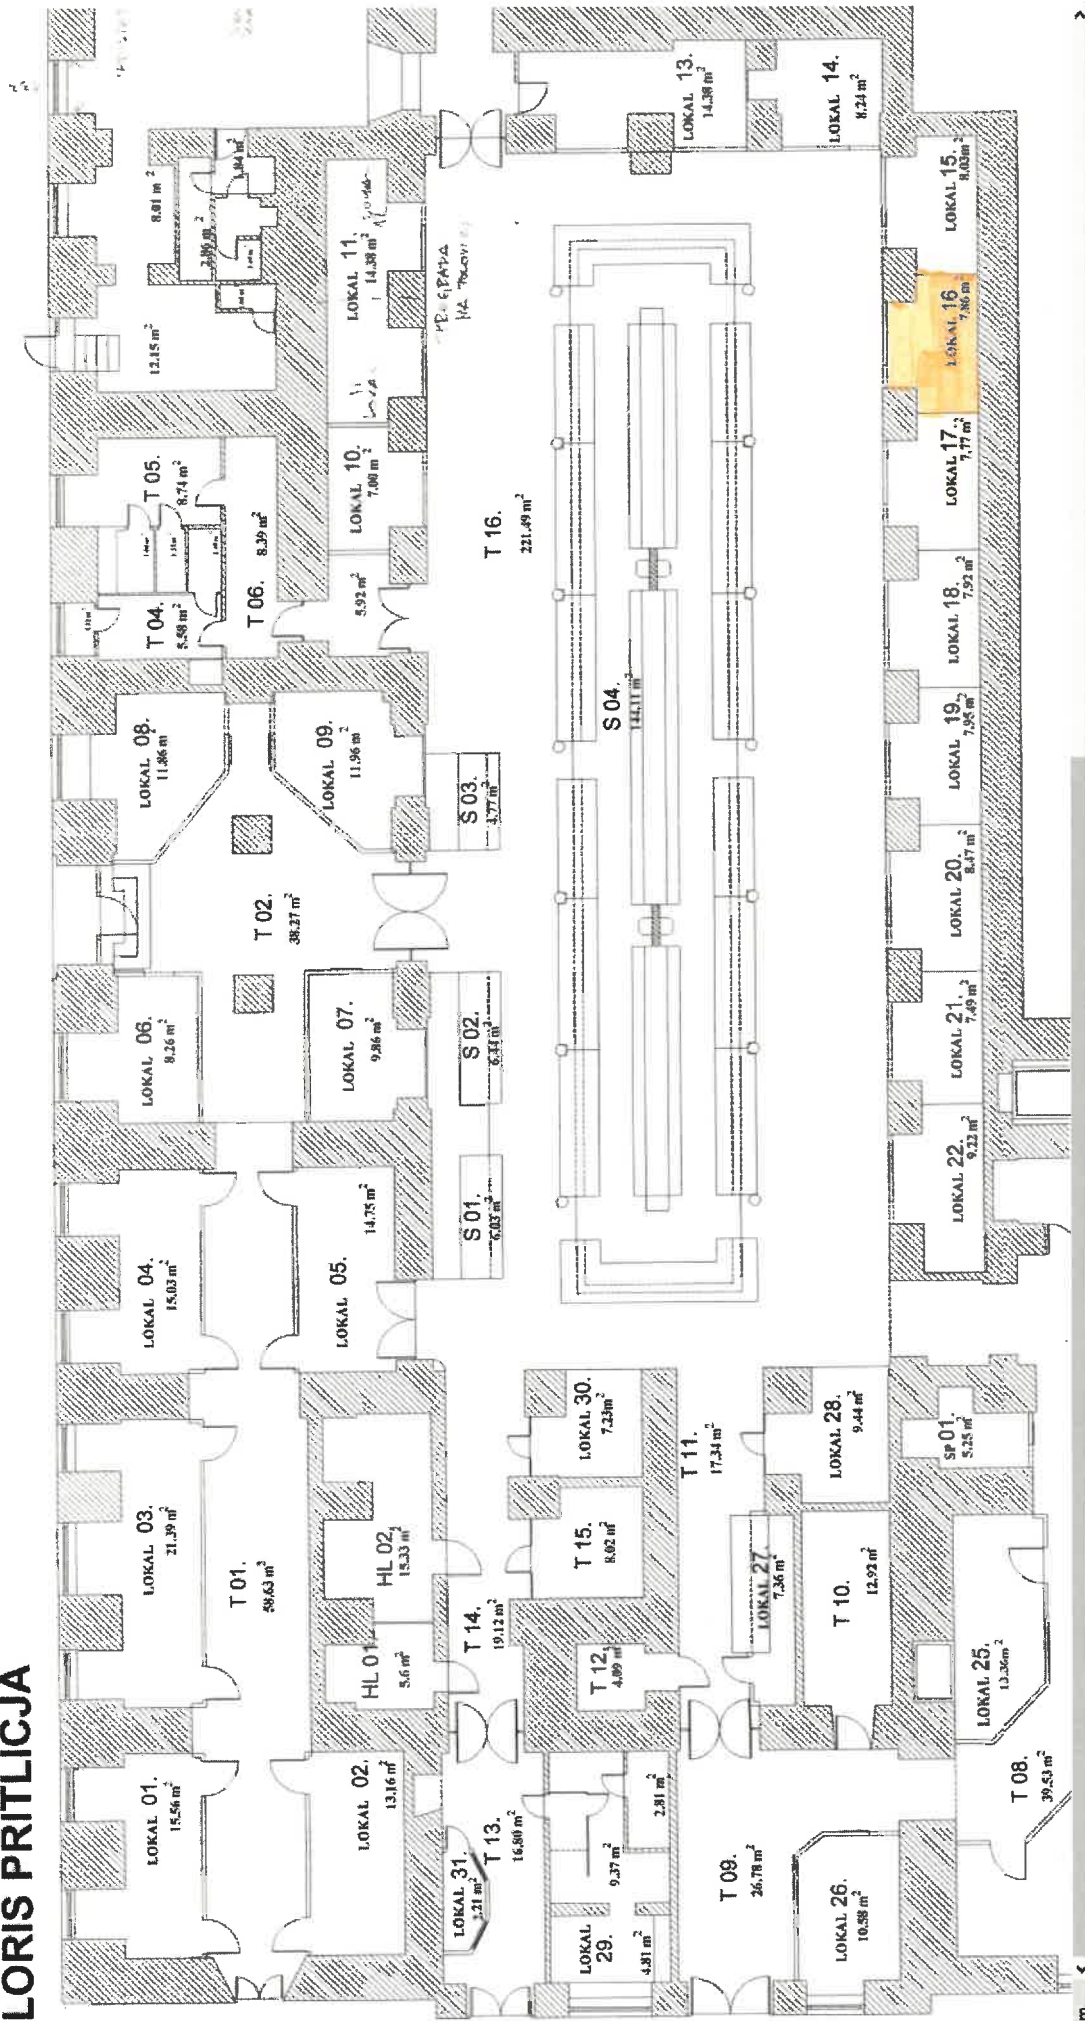 LORIS PRITLICJA
LOKAL 01.
15.56 m²
LOKAL 03.
21.39 m²
LOKAL 04.
15.03 m²
LOKAL 06.
8.26 m²
LOKAL 08.
11.86 m
T 04.
5.58 m²
T 05.
8.74 m²
12.15 m²
8.01 m²
2.86 m²
T 01.
58.63 m²
T 02.
38.27 m²
T 06.
8.39 m²
LOKAL 02.
13.16 m²
HL 01.
5.6 m²
HL 02.
15.33 m²
LOKAL 05.
14.75 m²
LOKAL 07.
9.86 m²
LOKAL 09.
11.96 m²
5.92 m²
LOKAL 10.
7.00 m²
LOKAL 11.
14.38 m²
LOKAL 31.
T 13.
16.80 m²
T 14.
19.12 m²
S 01.
6.03 m²
S 02.
6.44 m²
S 03.
4.77 m²
T 16.
221.49 m²
LOKAL 29.
4.81 m²
9.37 m²
2.81 m²
T 12.
4.09 m²
T 15.
8.02 m²
LOKAL 30.
7.23m²
S 04.
144.11 m²
LOKAL 13.
14.38 m²
LOKAL 14.
8.24 m²
T 09.
26.78 m²
T 11.
17.34 m²
LOKAL 27.
7.36 m²
LOKAL 26.
10.58 m²
T 10.
12.92 m²
LOKAL 28.
9.44 m²
SP 01.
5.25 m²
T 08.
39.53 m²
LOKAL 25.
13.36m²
LOKAL 22.
9.22 m²
LOKAL 21.
7.49 m²
LOKAL 20.
8.47 m²
LOKAL 19.
7.95 m²
LOKAL 18.
7.92 m²
LOKAL 17.
7.77 m²
LOKAL 16
7.86 m²
LOKAL 15.
8.03m²